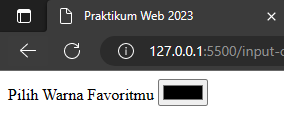 Praktikum Web 2023
127.0.0.1:5500/input-
Pilih Warna Favoritmu